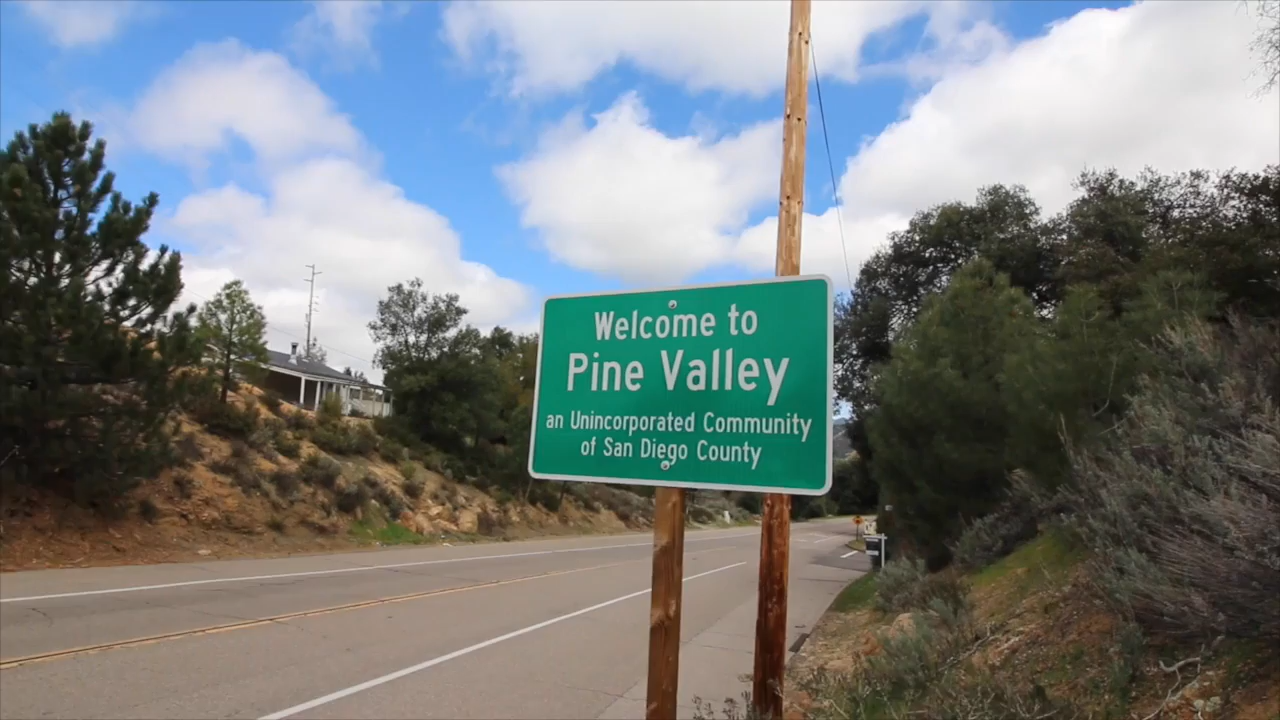 Welcome to
Pine Valley
an Unincorporated Community
of San Diego County